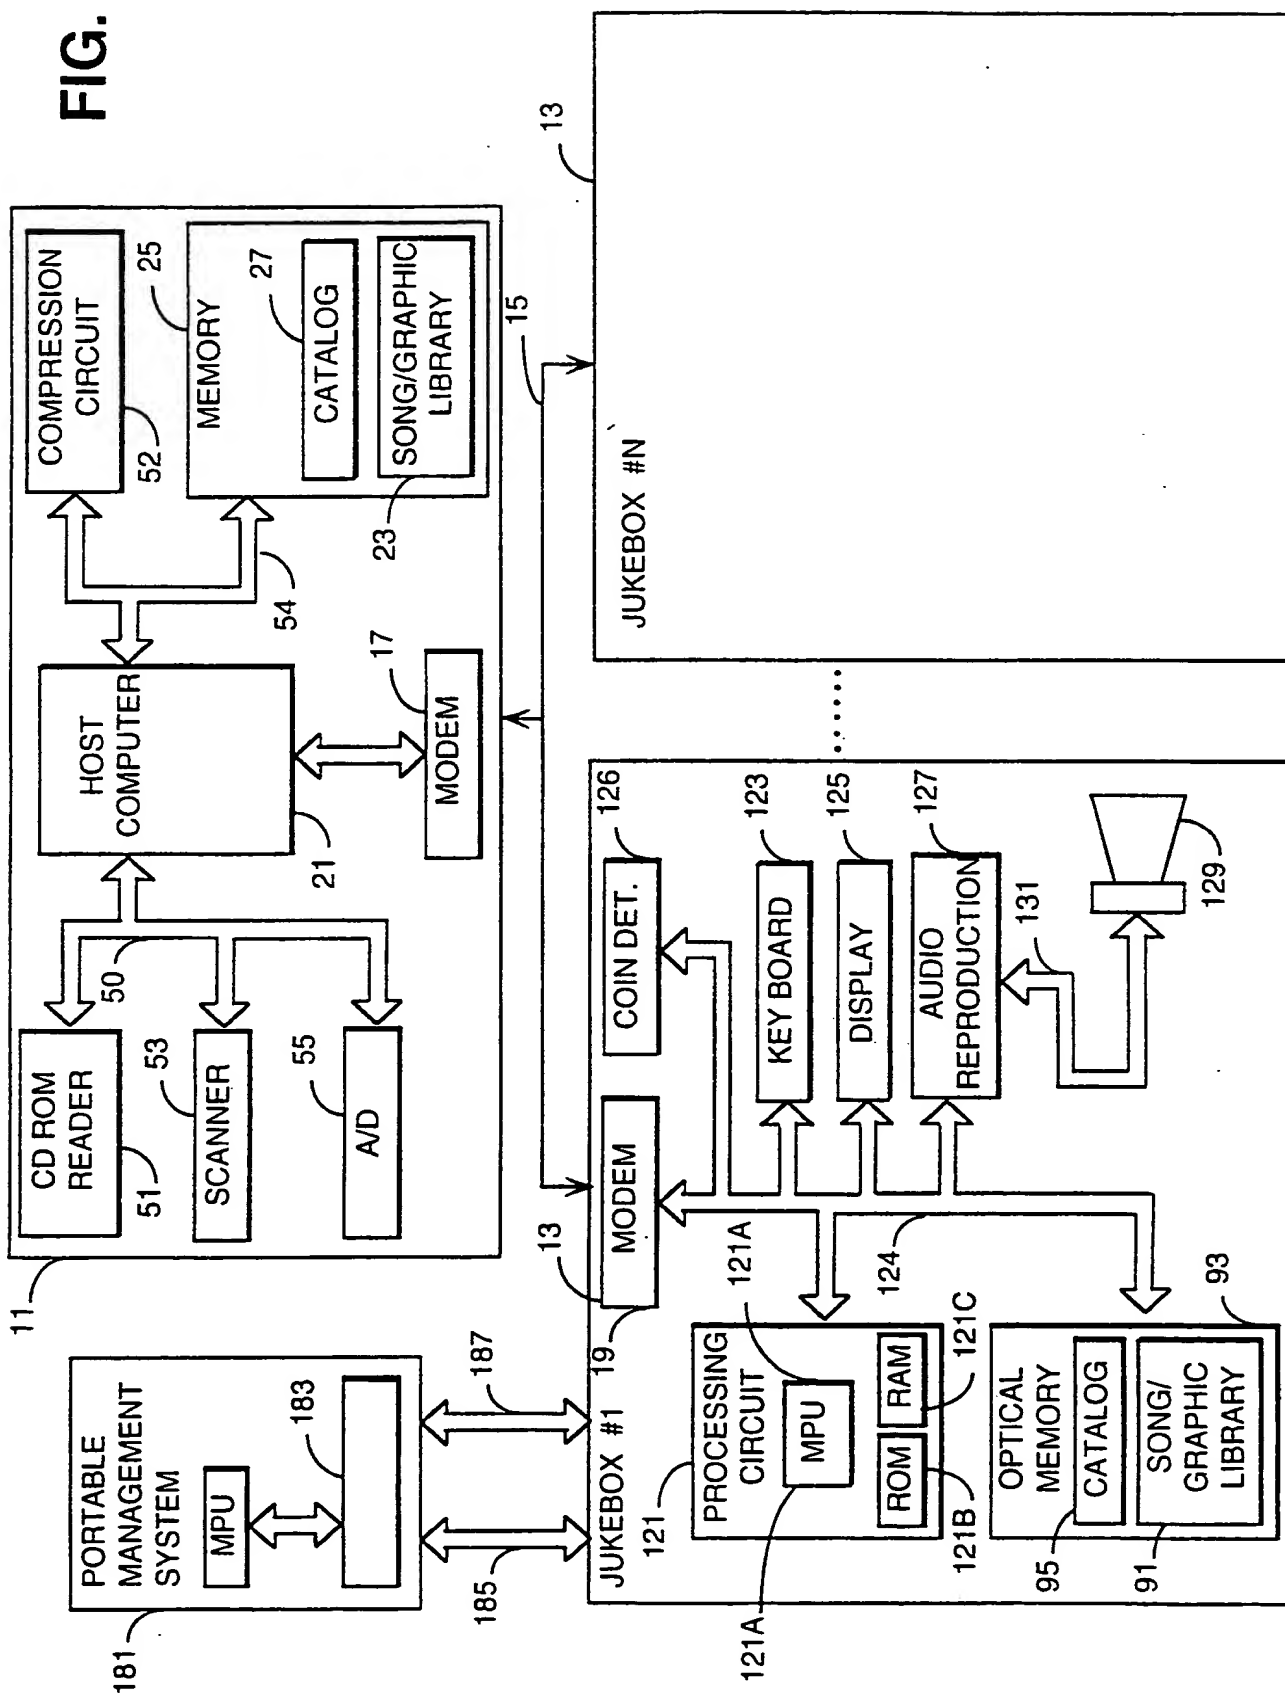 FIG.
11
CD ROM
READER
51
SCANNER
53
A/D
55
50
HOST
COMPUTER
21
MODEM
17
COMPRESSION
CIRCUIT
52
54
MEMORY
25
CATALOG
27
SONG/GRAPHIC
LIBRARY
23
15
PORTABLE
MANAGEMENT
SYSTEM
MPU
183
181
185
187
JUKEBOX #1
13
MODEM
19
COIN DET.
126
PROCESSING
CIRCUIT
121
MPU
121A
121A
ROM
121B
RAM
121C
KEY BOARD
123
DISPLAY
125
AUDIO
REPRODUCTION
127
131
129
124
OPTICAL
MEMORY
93
CATALOG
95
SONG/
GRAPHIC
LIBRARY
91
JUKEBOX #N
13